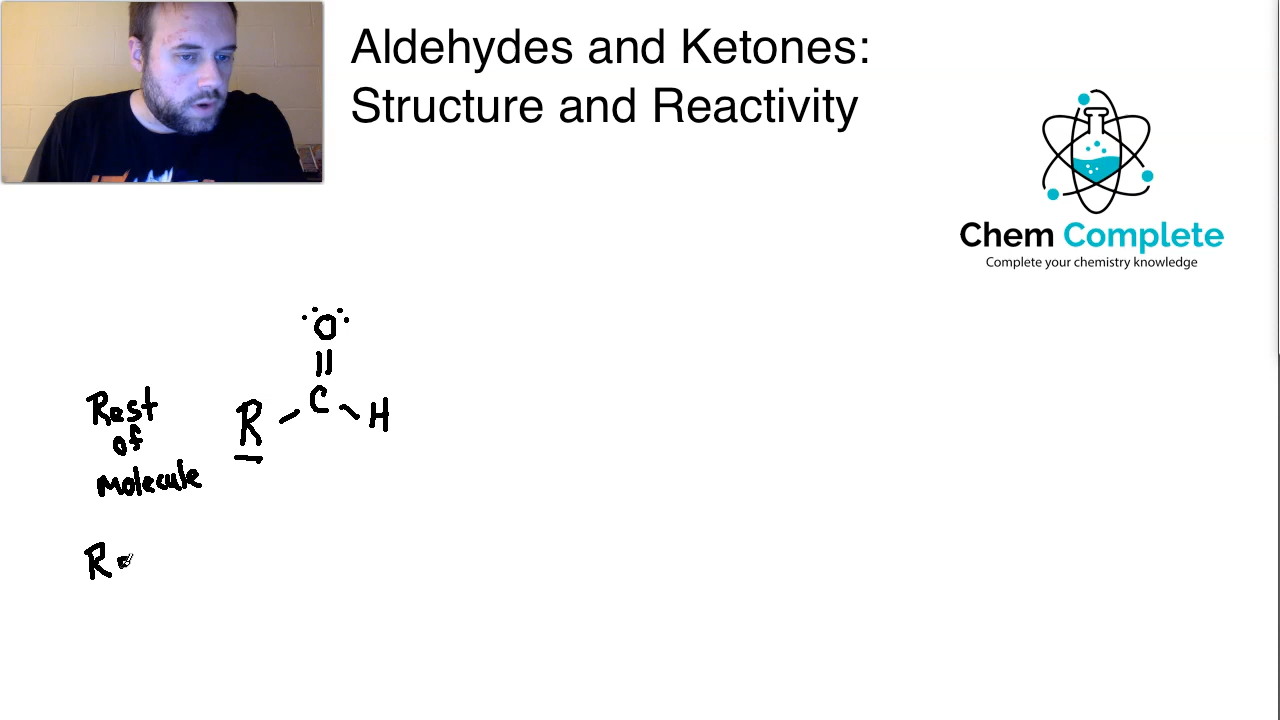 Aldehydes and Ketones:
Structure and Reactivity
Chem Complete
Complete your chemistry knowledge
O
||
Rest R - C - H
of
molecule
R =